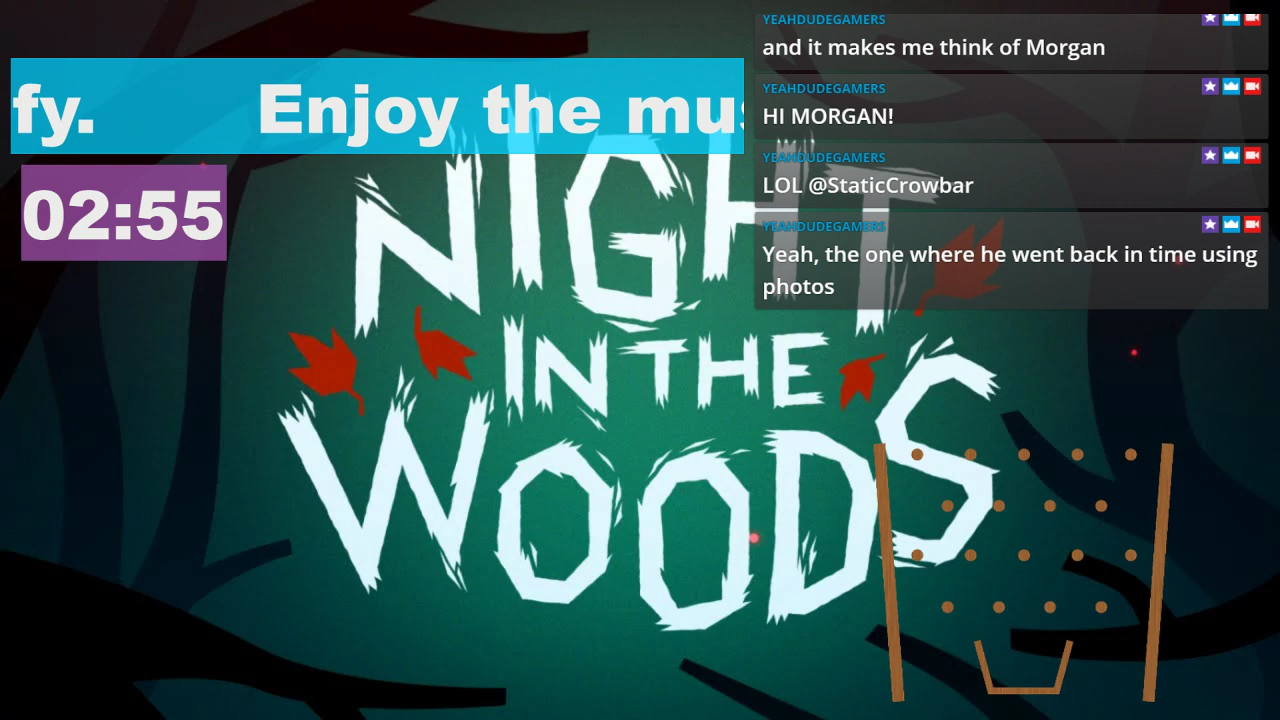 fy. Enjoy the mus
02:55
NIGHT
IN THE
WOODS
YEAHDUDEGAMERS
and it makes me think of Morgan
YEAHDUDEGAMERS
HI MORGAN!
YEAHDUDEGAMERS
LOL @StaticCrowbar
YEAHDUDEGAMERS
Yeah, the one where he went back in time using
photos